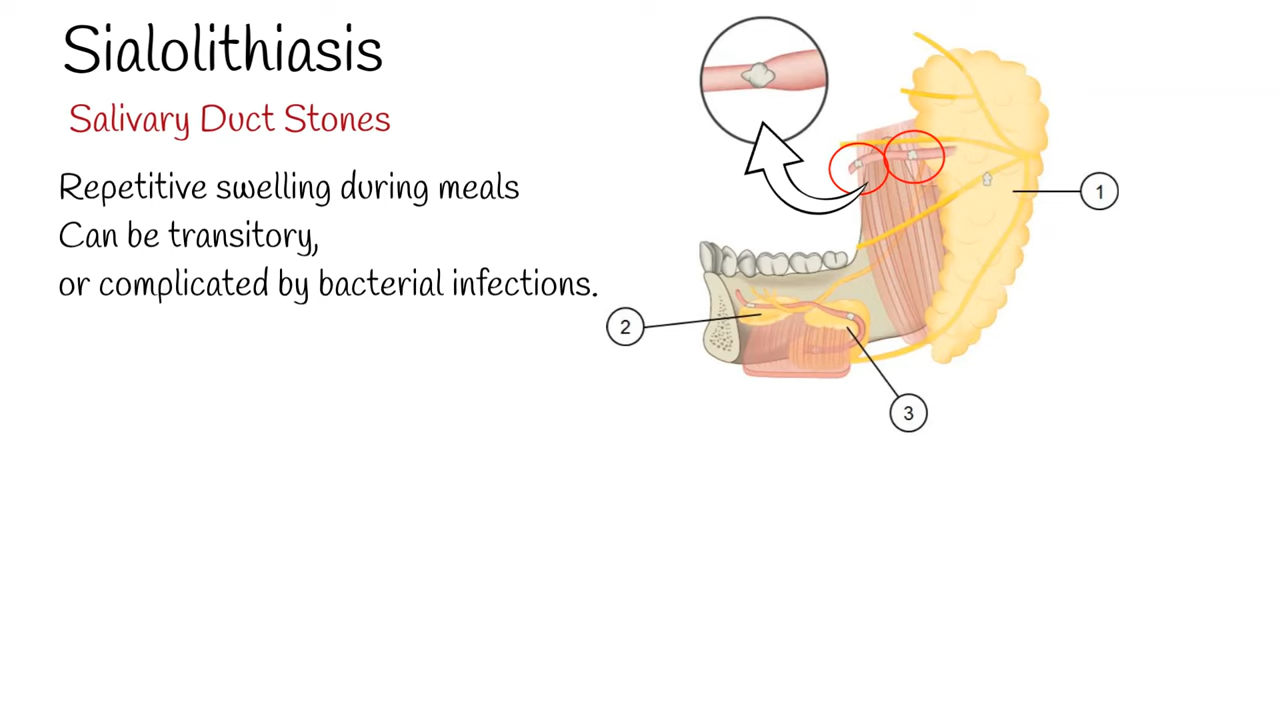 Sialolithiasis
Salivary Duct Stones
Repetitive swelling during meals
Can be transitory,
or complicated by bacterial infections.
1
2
3